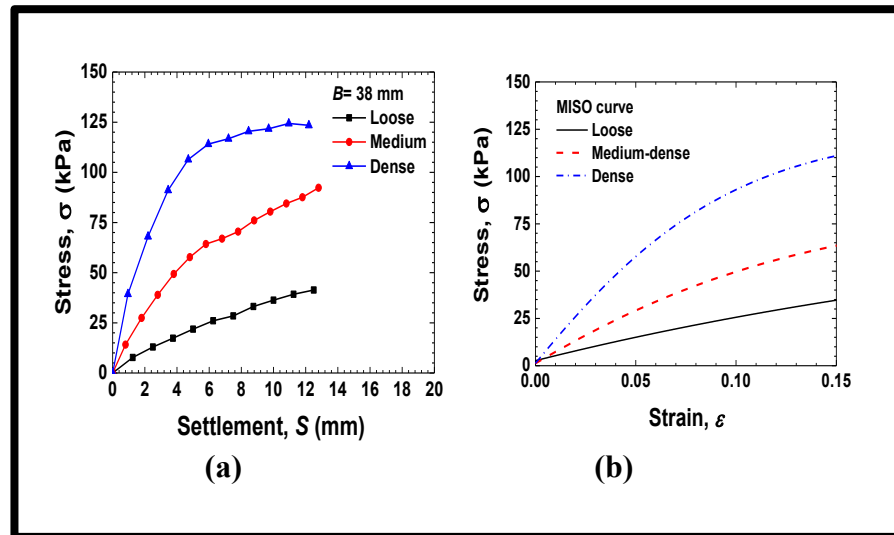 150
125
100
75
50
25
0
Stress, σ (kPa)
B= 38 mm
Loose
Medium
Dense
0 2 4 6 8 10 12 14 16 18 20
Settlement, S (mm)
(a)
150
125
100
75
50
25
0
Stress, σ (kPa)
MISO curve
Loose
Medium-dense
Dense
0.00 0.05 0.10 0.15
Strain, ε
(b)